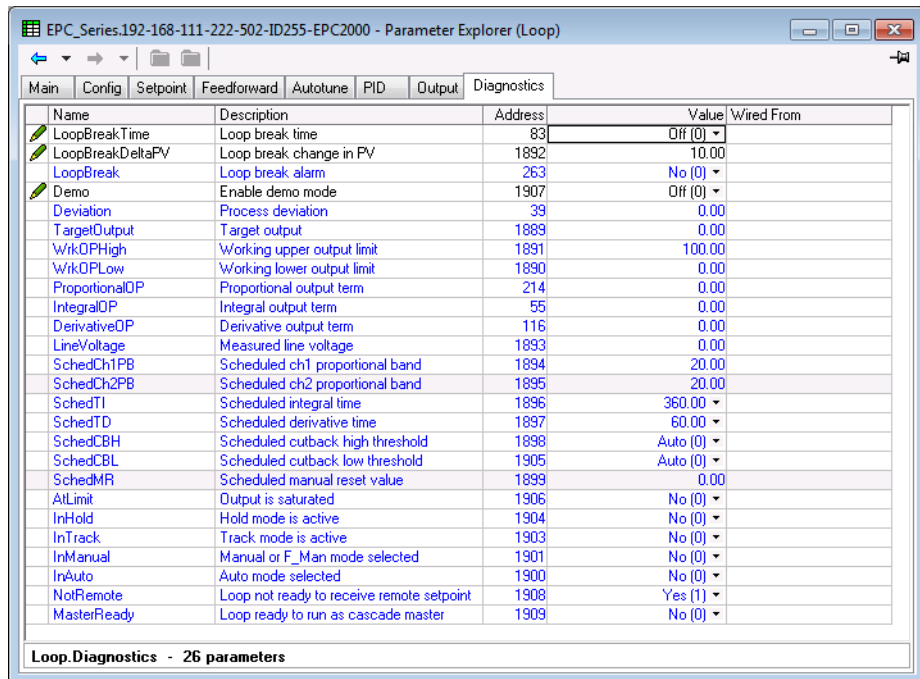 EPC_Series.192-168-111-222-502-ID255-EPC2000 - Parameter Explorer (Loop)
Main Config Setpoint Feedforward Autotune PID Output Diagnostics
Name Description Address Value Wired From
LoopBreakTime Loop break time 83 Off (0)
LoopBreakDeltaPV Loop break change in PV 1892 10.00
LoopBreak Loop break alarm 263 No (0)
Demo Enable demo mode 1907 Off (0)
Deviation Process deviation 39 0.00
TargetOutput Target output 1889 0.00
WrkOPHigh Working upper output limit 1891 100.00
WrkOPLow Working lower output limit 1890 0.00
ProportionalOP Proportional output term 214 0.00
IntegralOP Integral output term 55 0.00
DerivativeOP Derivative output term 116 0.00
LineVoltage Measured line voltage 1893 0.00
SchedCh1PB Scheduled ch1 proportional band 1894 20.00
SchedCh2PB Scheduled ch2 proportional band 1895 20.00
SchedTI Scheduled integral time 1896 360.00
SchedTD Scheduled derivative time 1897 60.00
SchedCBH Scheduled cutback high threshold 1898 Auto (0)
SchedCBL Scheduled cutback low threshold 1905 Auto (0)
SchedMR Scheduled manual reset value 1899 0.00
AtLimit Output is saturated 1906 No (0)
InHold Hold mode is active 1904 No (0)
InTrack Track mode is active 1903 No (0)
InManual Manual or F_Man mode selected 1901 No (0)
InAuto Auto mode selected 1900 No (0)
NotRemote Loop not ready to receive remote setpoint 1908 Yes (1)
MasterReady Loop ready to run as cascade master 1909 No (0)
Loop.Diagnostics - 26 parameters